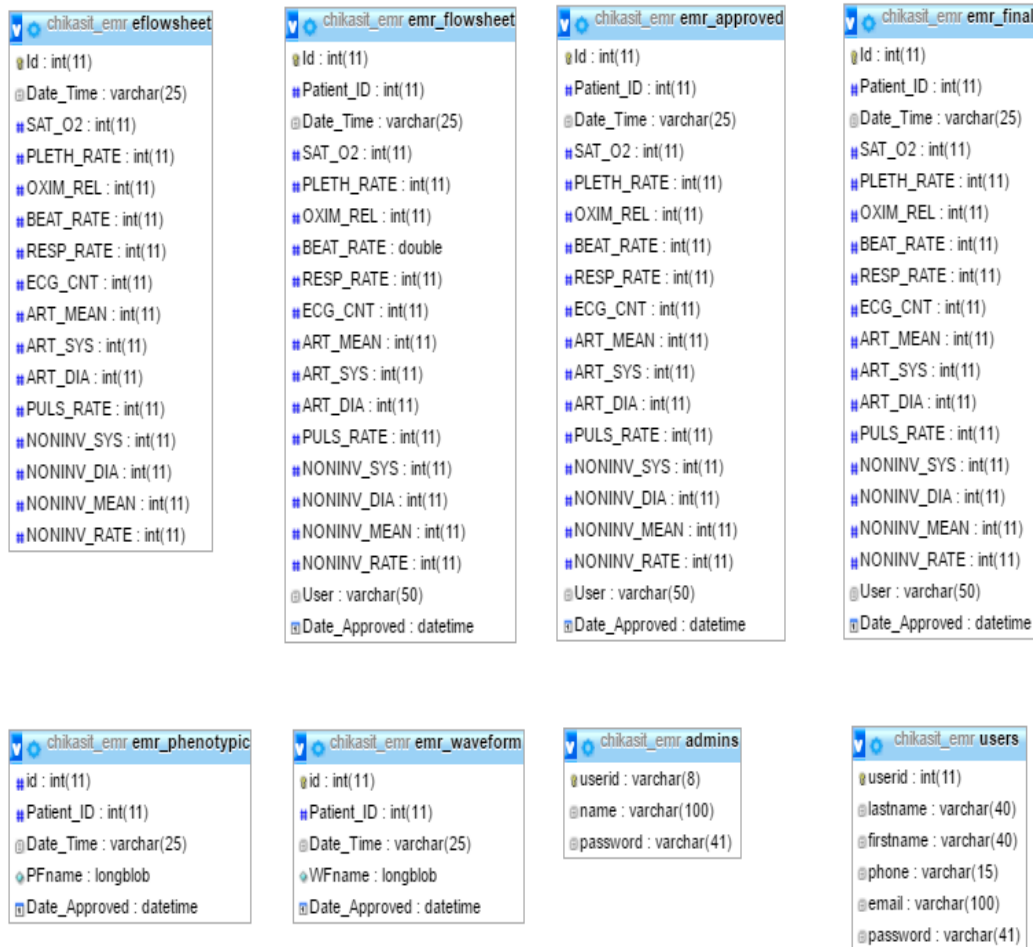 chikasit_emr eflowsheet
Id : int(11)
Date_Time : varchar(25)
SAT_O2 : int(11)
PLETH_RATE : int(11)
OXIM_REL : int(11)
BEAT_RATE : int(11)
RESP_RATE : int(11)
ECG_CNT : int(11)
ART_MEAN : int(11)
ART_SYS : int(11)
ART_DIA : int(11)
PULS_RATE : int(11)
NONINV_SYS : int(11)
NONINV_DIA : int(11)
NONINV_MEAN : int(11)
NONINV_RATE : int(11)
chikasit_emr emr_flowsheet
Id : int(11)
Patient_ID : int(11)
Date_Time : varchar(25)
SAT_O2 : int(11)
PLETH_RATE : int(11)
OXIM_REL : int(11)
BEAT_RATE : double
RESP_RATE : int(11)
ECG_CNT : int(11)
ART_MEAN : int(11)
ART_SYS : int(11)
ART_DIA : int(11)
PULS_RATE : int(11)
NONINV_SYS : int(11)
NONINV_DIA : int(11)
NONINV_MEAN : int(11)
NONINV_RATE : int(11)
User : varchar(50)
Date_Approved : datetime
chikasit_emr emr_approved
Id : int(11)
Patient_ID : int(11)
Date_Time : varchar(25)
SAT_O2 : int(11)
PLETH_RATE : int(11)
OXIM_REL : int(11)
BEAT_RATE : int(11)
RESP_RATE : int(11)
ECG_CNT : int(11)
ART_MEAN : int(11)
ART_SYS : int(11)
ART_DIA : int(11)
PULS_RATE : int(11)
NONINV_SYS : int(11)
NONINV_DIA : int(11)
NONINV_MEAN : int(11)
NONINV_RATE : int(11)
User : varchar(50)
Date_Approved : datetime
chikasit_emr emr_final
Id : int(11)
Patient_ID : int(11)
Date_Time : varchar(25)
SAT_O2 : int(11)
PLETH_RATE : int(11)
OXIM_REL : int(11)
BEAT_RATE : int(11)
RESP_RATE : int(11)
ECG_CNT : int(11)
ART_MEAN : int(11)
ART_SYS : int(11)
ART_DIA : int(11)
PULS_RATE : int(11)
NONINV_SYS : int(11)
NONINV_DIA : int(11)
NONINV_MEAN : int(11)
NONINV_RATE : int(11)
User : varchar(50)
Date_Approved : datetime
chikasit_emr emr_phenotypic
id : int(11)
Patient_ID : int(11)
Date_Time : varchar(25)
PFname : longblob
Date_Approved : datetime
chikasit_emr emr_waveform
id : int(11)
Patient_ID : int(11)
Date_Time : varchar(25)
WFname : longblob
Date_Approved : datetime
chikasit_emr admins
userid : varchar(8)
name : varchar(100)
password : varchar(41)
chikasit_emr users
userid : int(11)
lastname : varchar(40)
firstname : varchar(40)
phone : varchar(15)
email : varchar(100)
password : varchar(41)